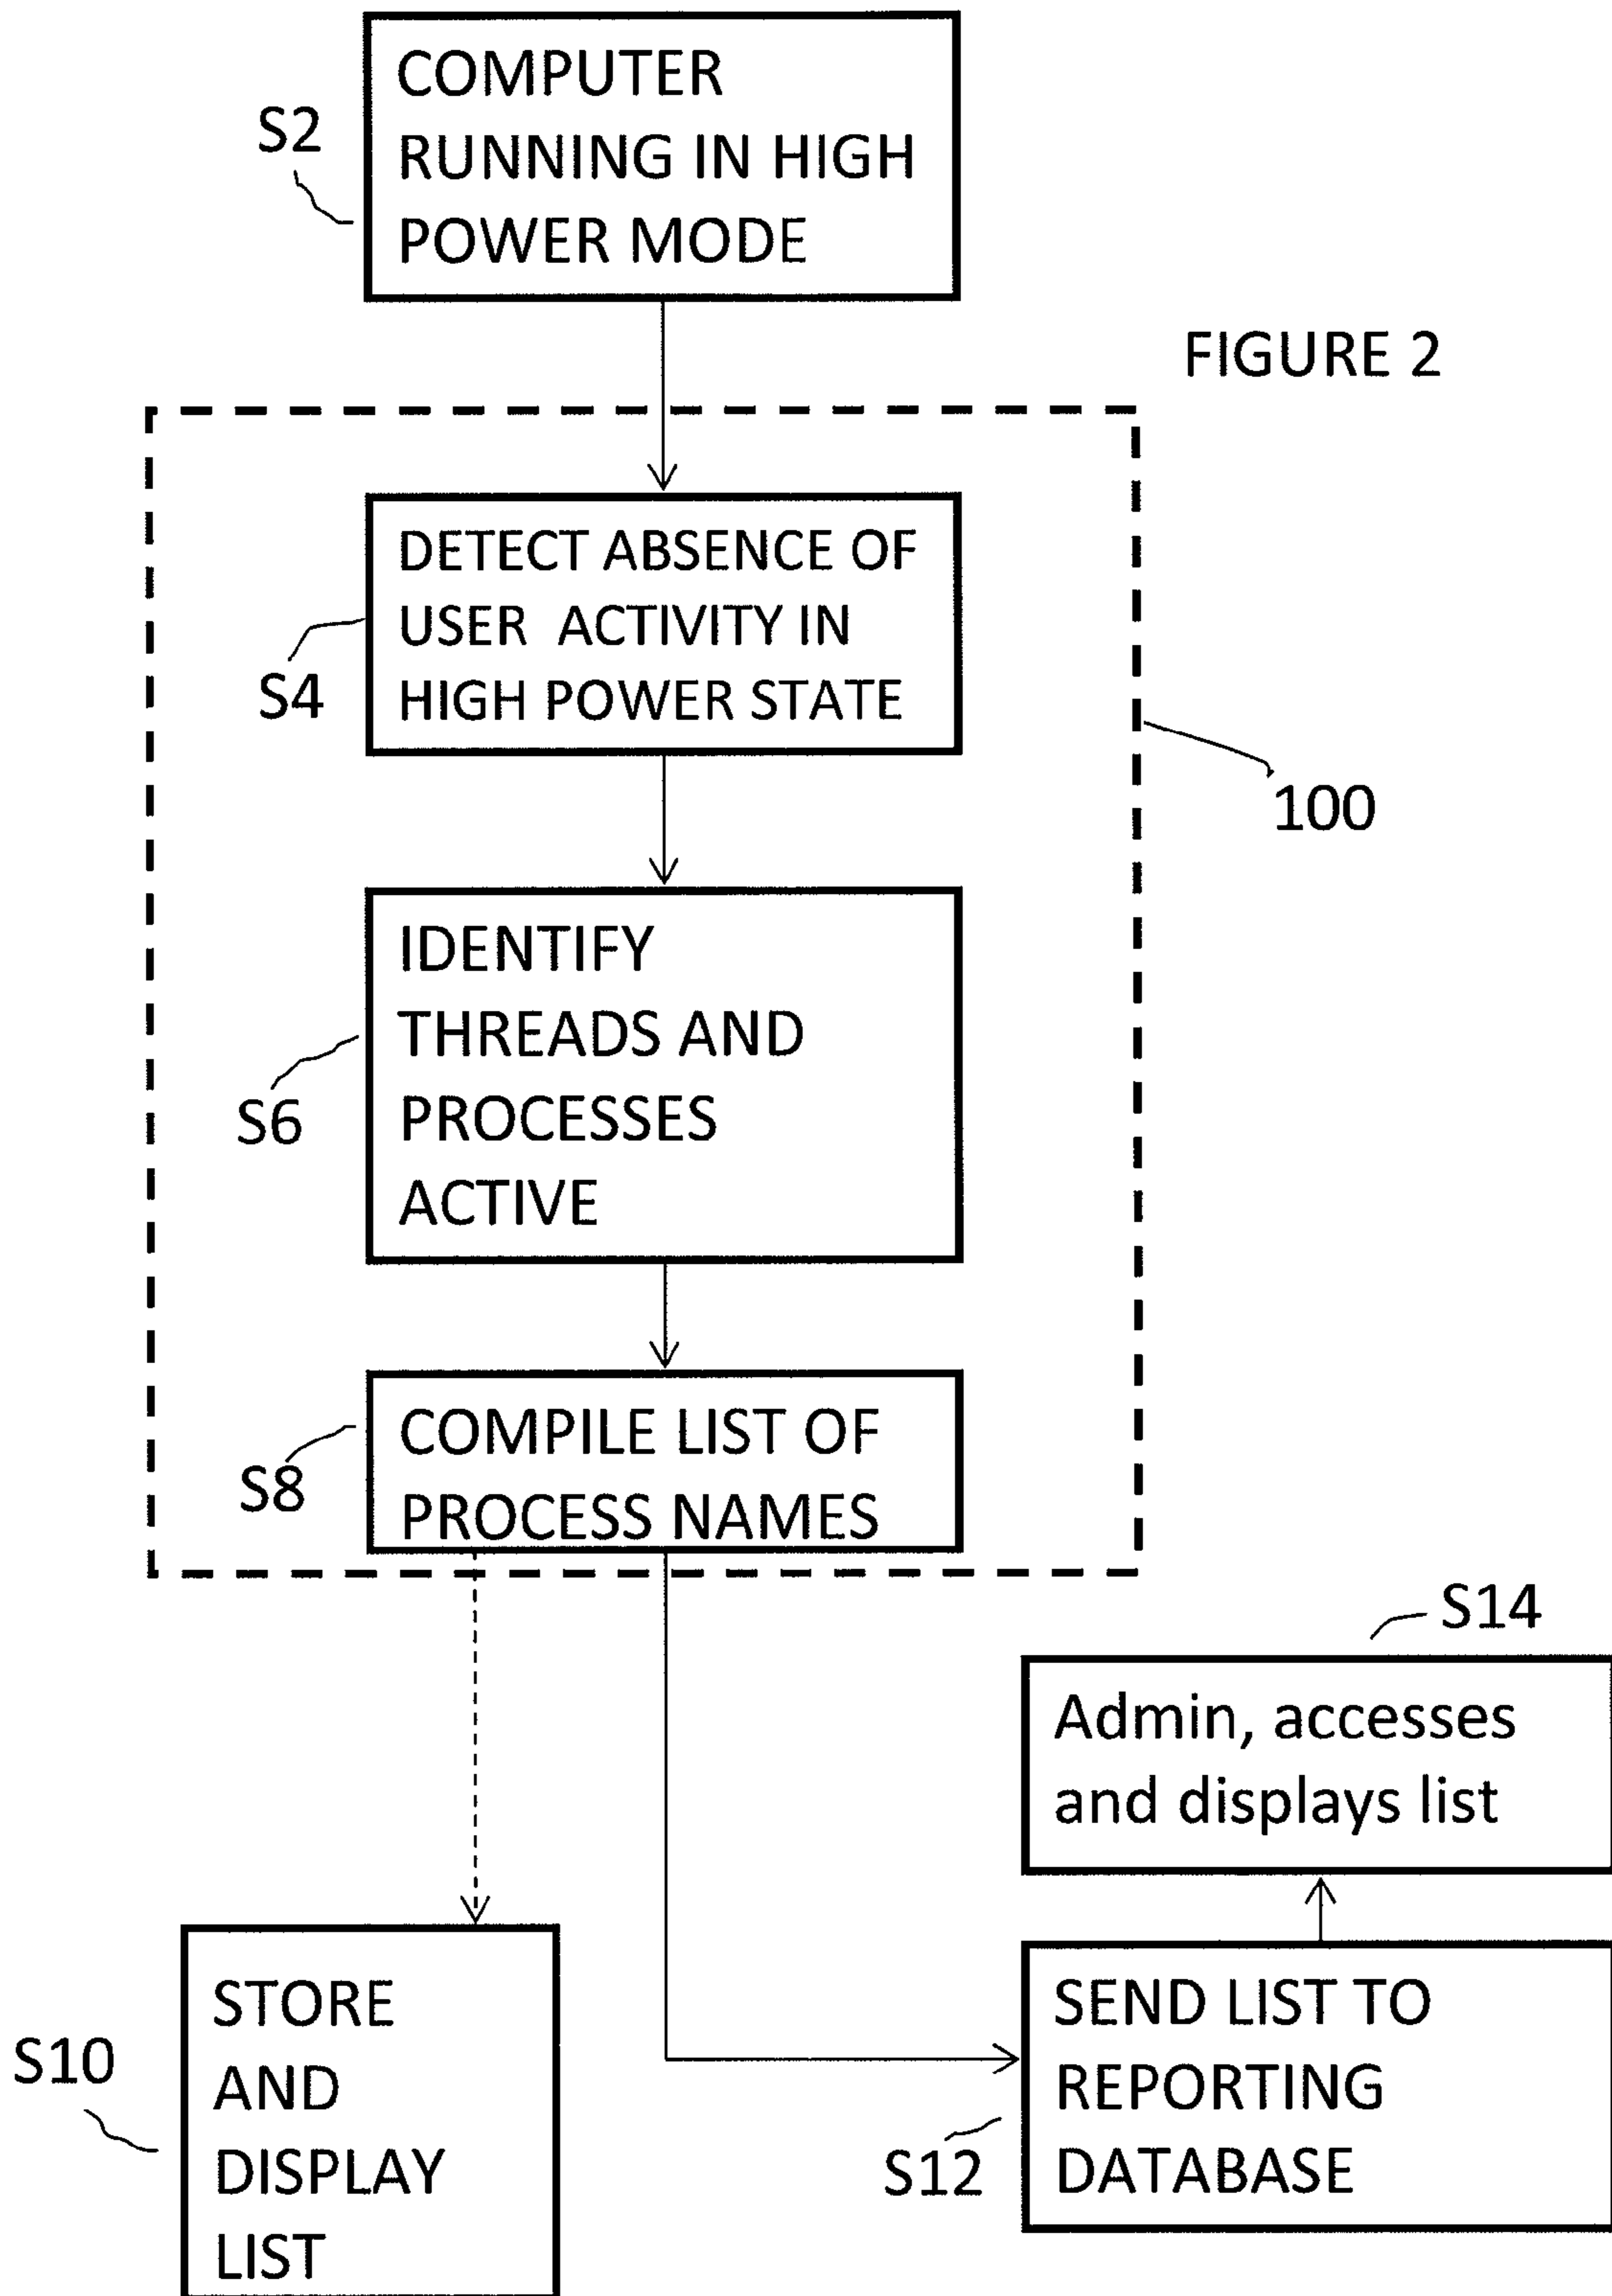 COMPUTER
RUNNING IN HIGH
POWER MODE
S2
FIGURE 2
DETECT ABSENCE OF
USER ACTIVITY IN
HIGH POWER STATE
S4
100
IDENTIFY
THREADS AND
PROCESSES
ACTIVE
S6
COMPILE LIST OF
PROCESS NAMES
S8
S14
Admin, accesses
and displays list
STORE
AND
DISPLAY
LIST
S10
SEND LIST TO
REPORTING
DATABASE
S12